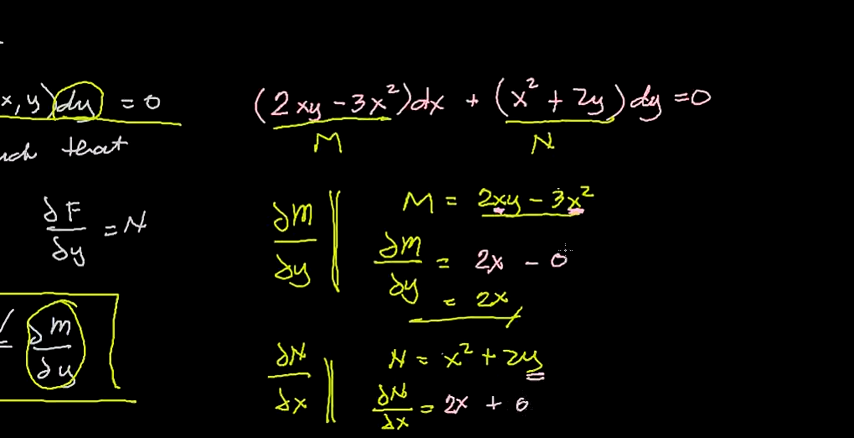 x, y) dy = 0
(2xy - 3x²)dx + (x² + 2y)dy = 0
M N
that
∂F/∂y = N
∂M/∂y
M = 2xy - 3x²
∂M/∂y = 2x - 0
= 2x
= ∂M/∂y
∂N/∂x
N = x² + 2y
∂N/∂x = 2x + 0